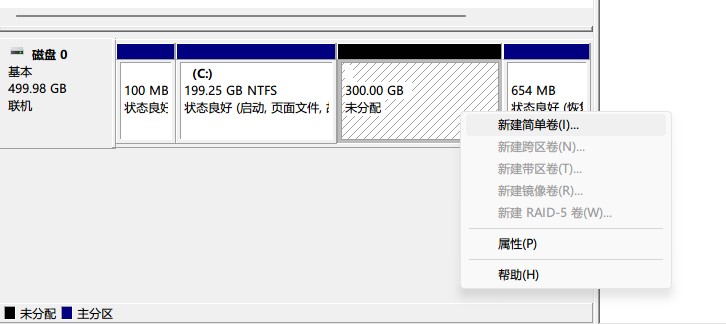 磁盘 0
基本
499.98 GB
联机
100 MB
状态良好
(C:)
199.25 GB NTFS
状态良好 (启动, 页面文件,
300.00 GB
未分配
654 MB
状态良好 (恢复
新建简单卷(I)...
新建跨区卷(N)...
新建带区卷(T)...
新建镜像卷(R)...
新建 RAID-5 卷(W)...
属性(P)
帮助(H)
未分配
主分区